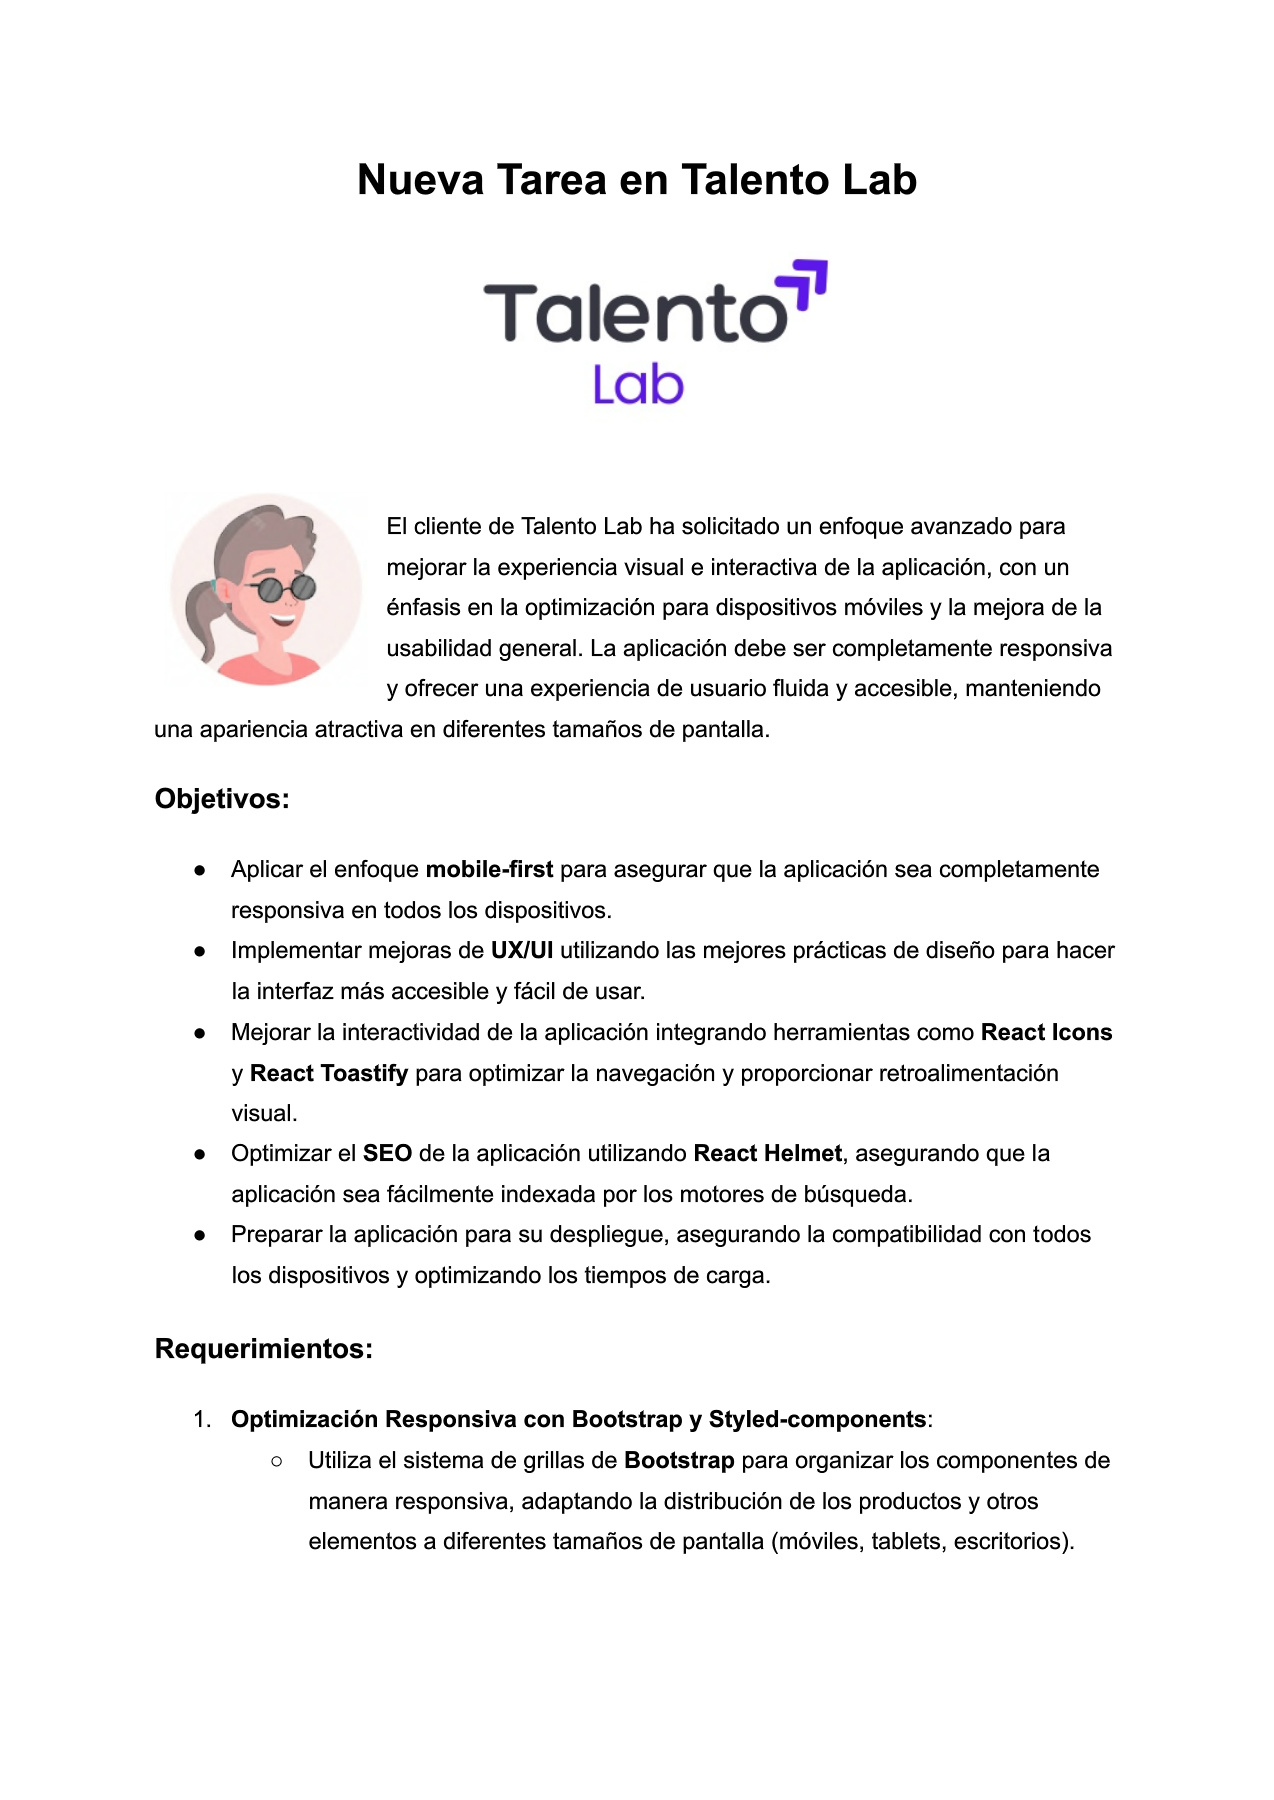 Nueva Tarea en Talento Lab
Talento
Lab
El cliente de Talento Lab ha solicitado un enfoque avanzado para
mejorar la experiencia visual e interactiva de la aplicación, con un
énfasis en la optimización para dispositivos móviles y la mejora de la
usabilidad general. La aplicación debe ser completamente responsiva
y ofrecer una experiencia de usuario fluida y accesible, manteniendo
una apariencia atractiva en diferentes tamaños de pantalla.
Objetivos:
● Aplicar el enfoque mobile-first para asegurar que la aplicación sea completamente
responsiva en todos los dispositivos.
● Implementar mejoras de UX/UI utilizando las mejores prácticas de diseño para hacer
la interfaz más accesible y fácil de usar.
● Mejorar la interactividad de la aplicación integrando herramientas como React Icons
y React Toastify para optimizar la navegación y proporcionar retroalimentación
visual.
● Optimizar el SEO de la aplicación utilizando React Helmet, asegurando que la
aplicación sea fácilmente indexada por los motores de búsqueda.
● Preparar la aplicación para su despliegue, asegurando la compatibilidad con todos
los dispositivos y optimizando los tiempos de carga.
Requerimientos:
1. Optimización Responsiva con Bootstrap y Styled-components:
○ Utiliza el sistema de grillas de Bootstrap para organizar los componentes de
manera responsiva, adaptando la distribución de los productos y otros
elementos a diferentes tamaños de pantalla (móviles, tablets, escritorios).